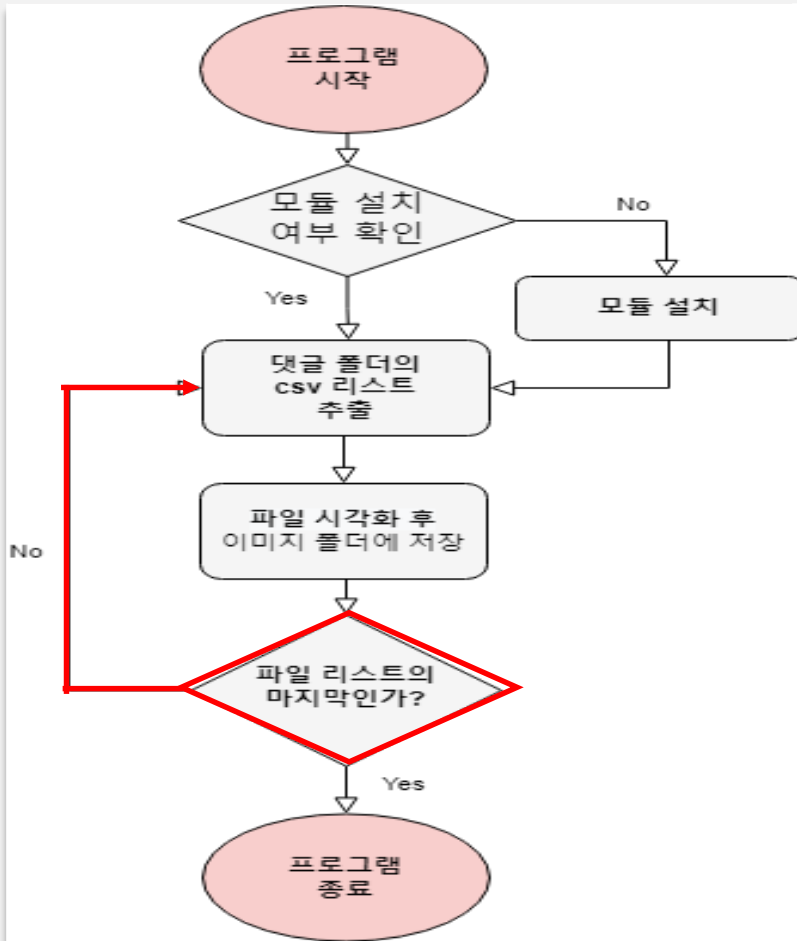 프로그램
시작
모듈 설치
여부 확인
No
Yes
모듈 설치
댓글 폴더의
csv 리스트
추출
파일 시각화 후
이미지 폴더에 저장
No
파일 리스트의
마지막인가?
Yes
프로그램
종료